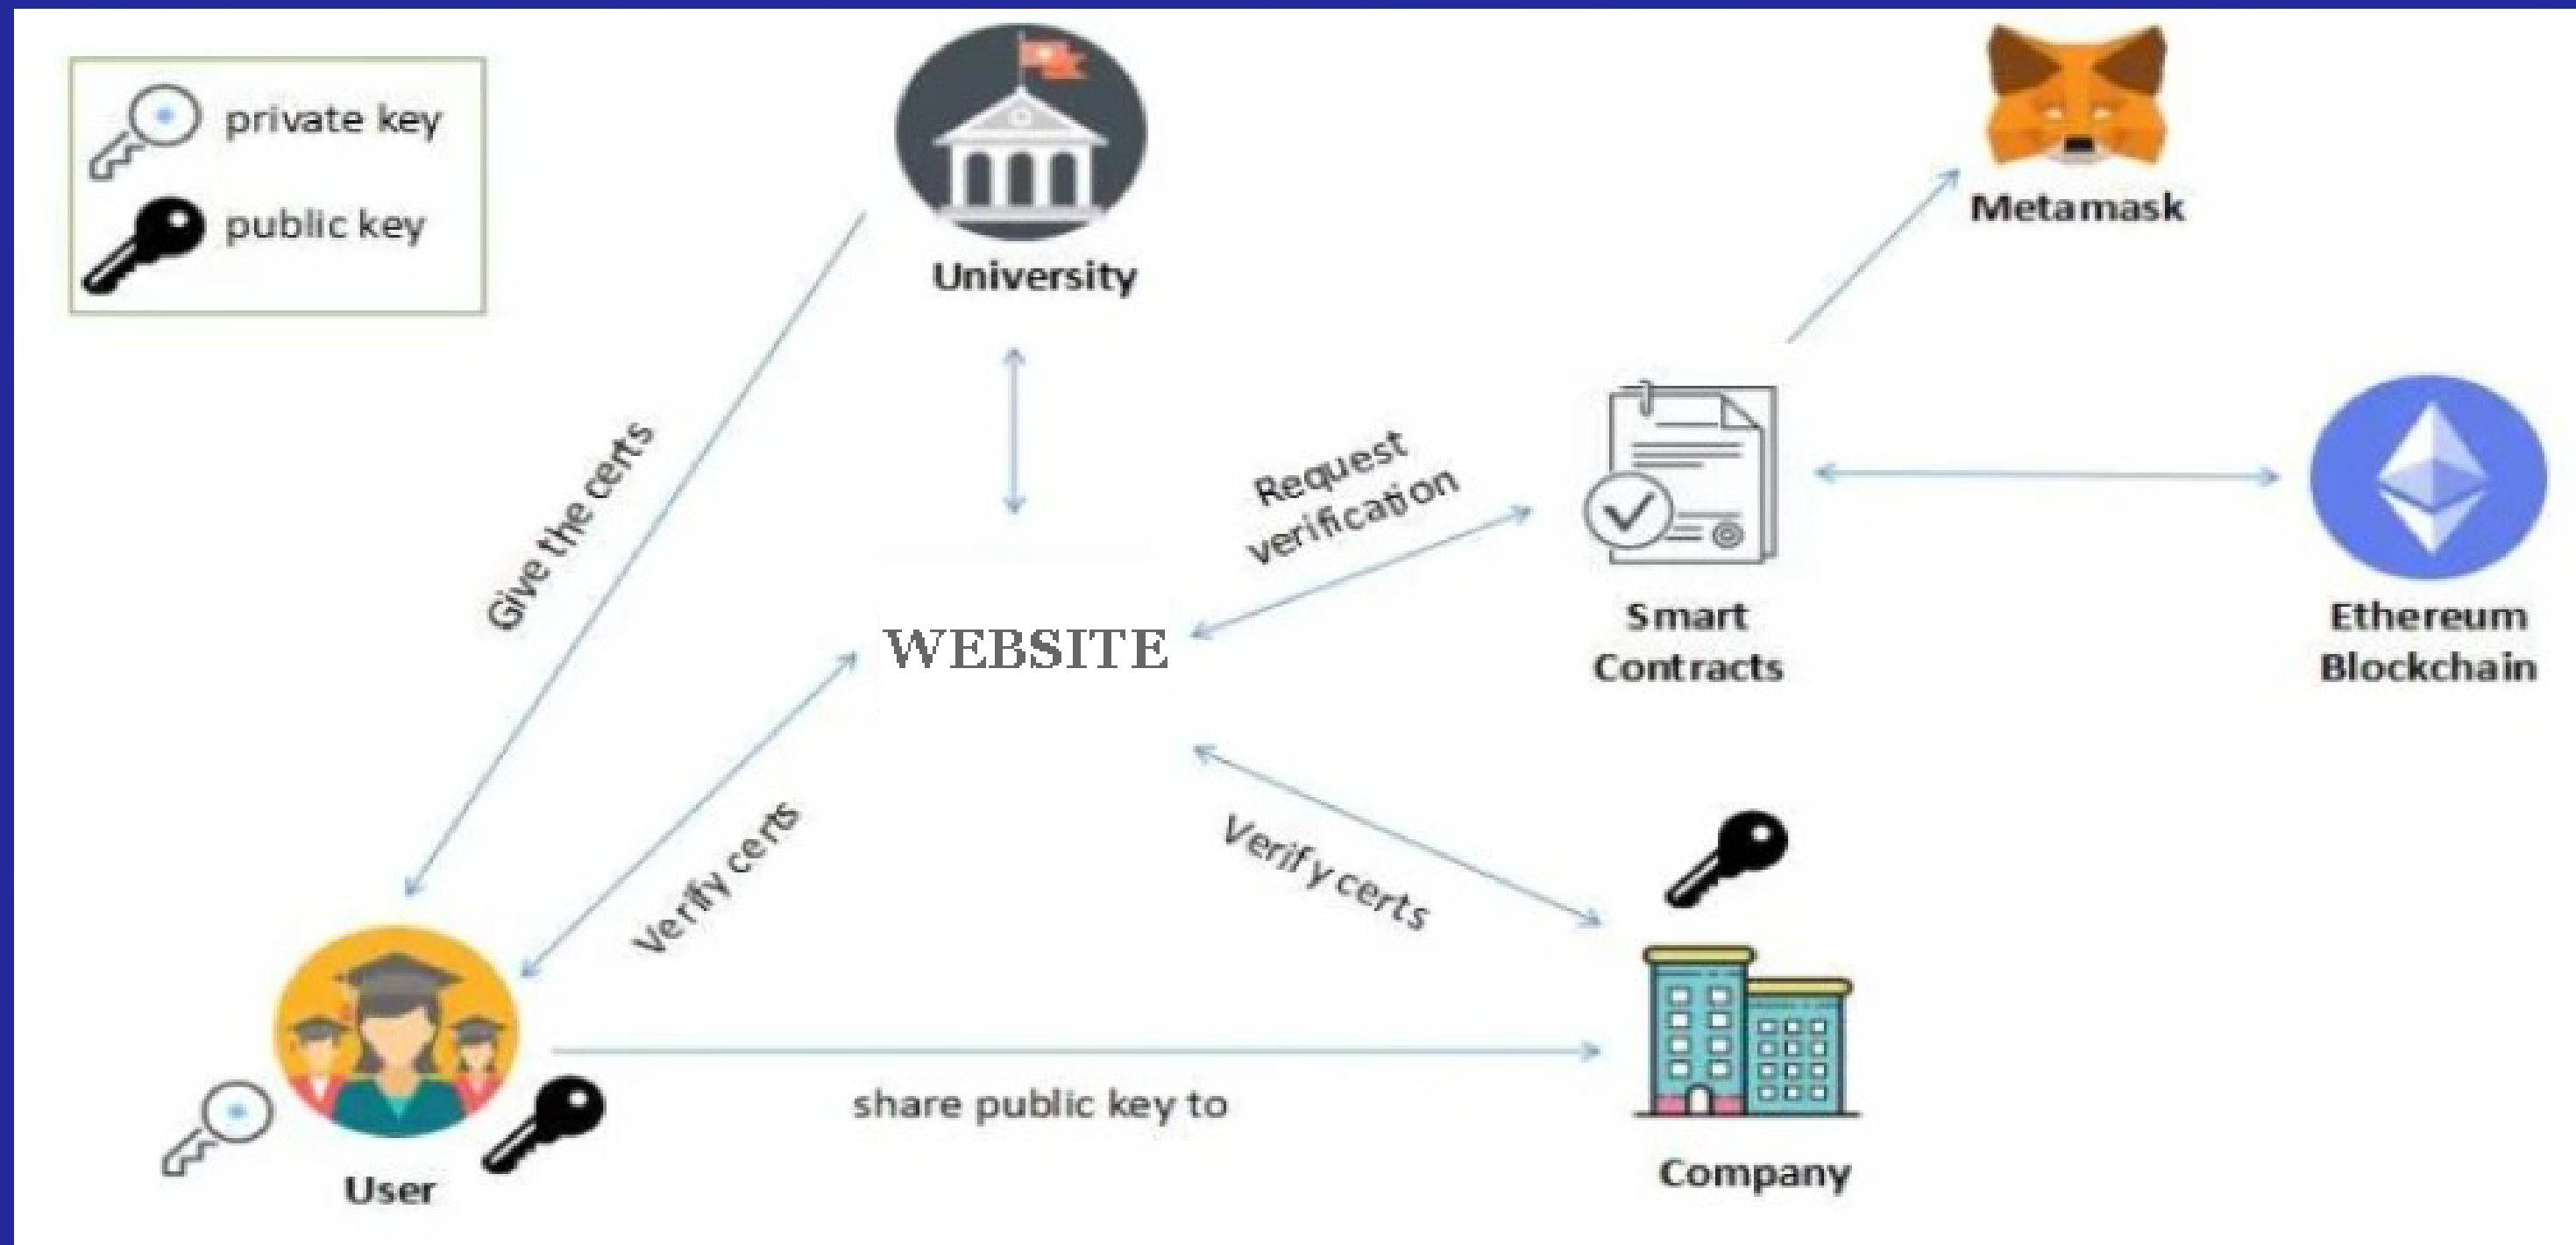 private key
public key
University
Metamask
Give the certs
Request
verification
WEBSITE
Smart
Contracts
Ethereum
Blockchain
Verify certs
Verify certs
share public key to
User
Company